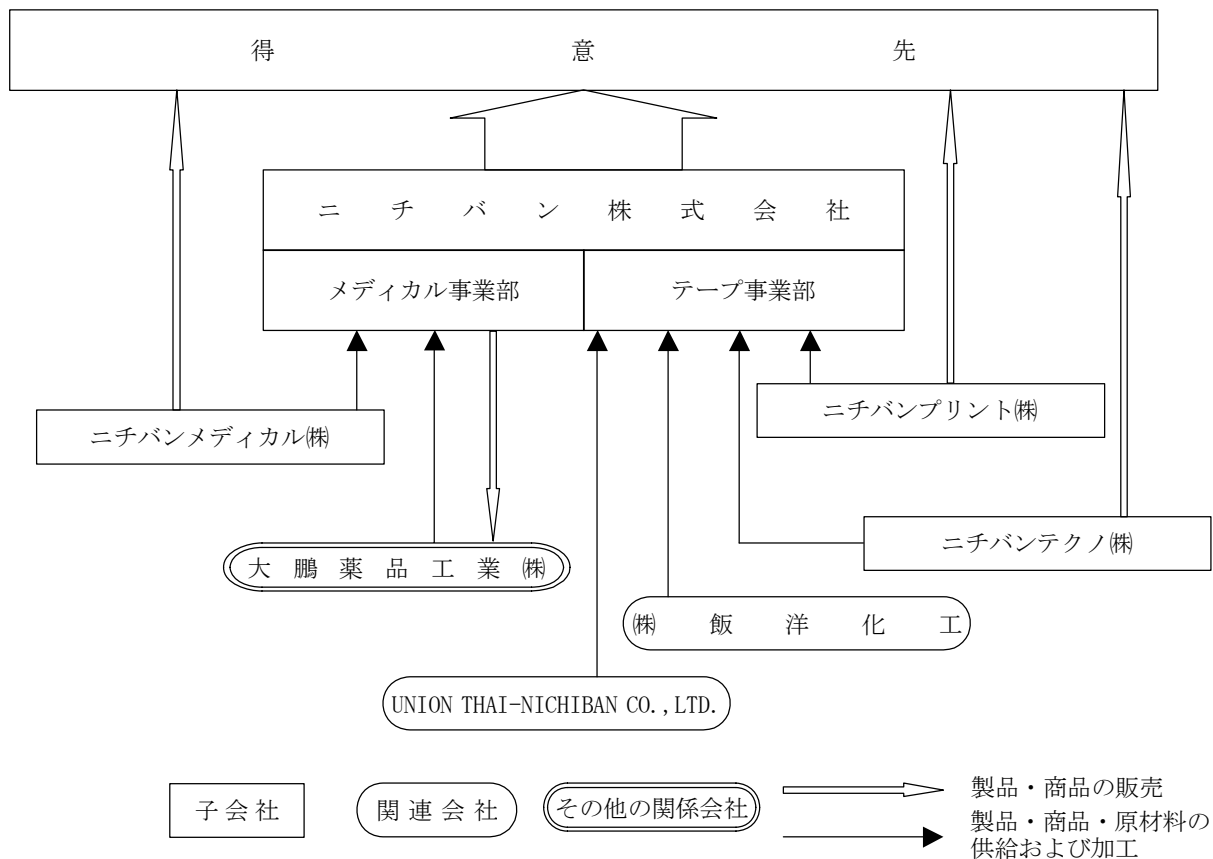 得意先
ニチバン株式会社
メディカル事業部
テープ事業部
ニチバンプリント㈱
ニチバンメディカル㈱
ニチバンテクノ㈱
大鵬薬品工業㈱
㈱飯洋化工
UNION THAI-NICHIBAN CO.,LTD.
子会社
関連会社
その他の関係会社
製品・商品の販売
製品・商品・原材料の
供給および加工